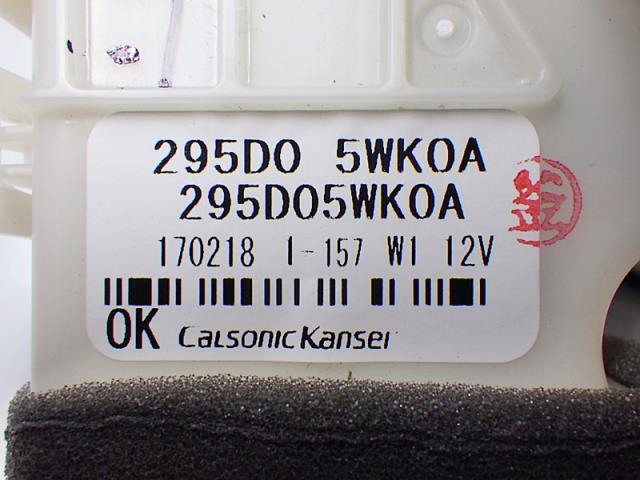 295D0 5WK0A
295D05WK0A
170218 1-157 W1 12V
OK CalsonicKansei